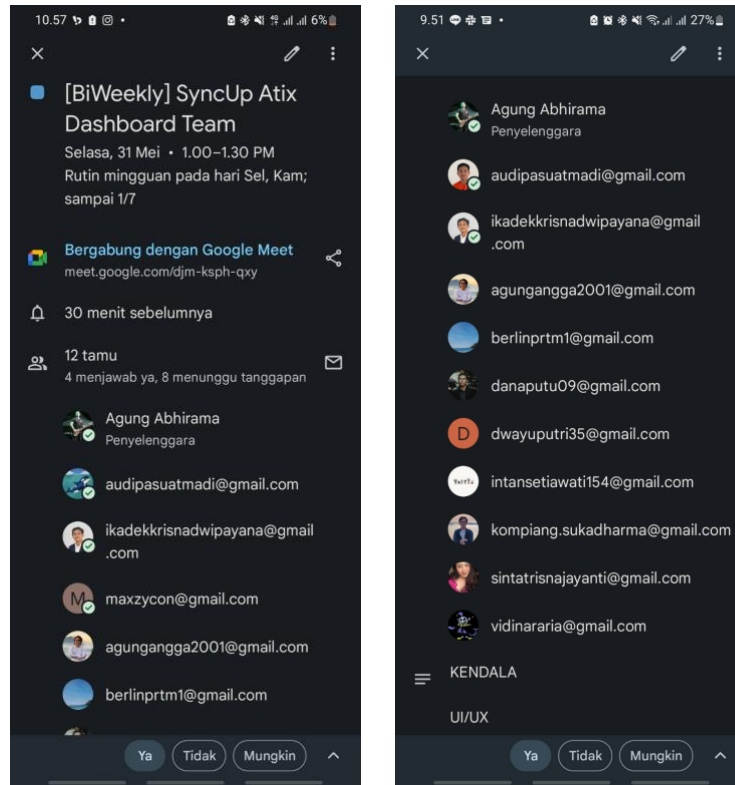 10.57
6%
[BiWeekly] SyncUp Atix
Dashboard Team
Selasa, 31 Mei • 1.00–1.30 PM
Rutin mingguan pada hari Sel, Kam;
sampai 1/7
Bergabung dengan Google Meet
meet.google.com/djm-ksph-qxy
30 menit sebelumnya
12 tamu
4 menjawab ya, 8 menunggu tanggapan
Agung Abhirama
Penyelenggara
audipasuatmadi@gmail.com
ikadekkrisnadwipayana@gmail
.com
M
maxzycon@gmail.com
agungangga2001@gmail.com
berlinprtm1@gmail.com
Ya
Tidak
Mungkin
9.51
27%
Agung Abhirama
Penyelenggara
audipasuatmadi@gmail.com
ikadekkrisnadwipayana@gmail
.com
agungangga2001@gmail.com
berlinprtm1@gmail.com
danaputu09@gmail.com
D
dwayuputri35@gmail.com
intansetiawati154@gmail.com
kompiang.sukadharma@gmail.com
sintatrisnajayanti@gmail.com
vidinararia@gmail.com
KENDALA
UI/UX
Ya
Tidak
Mungkin